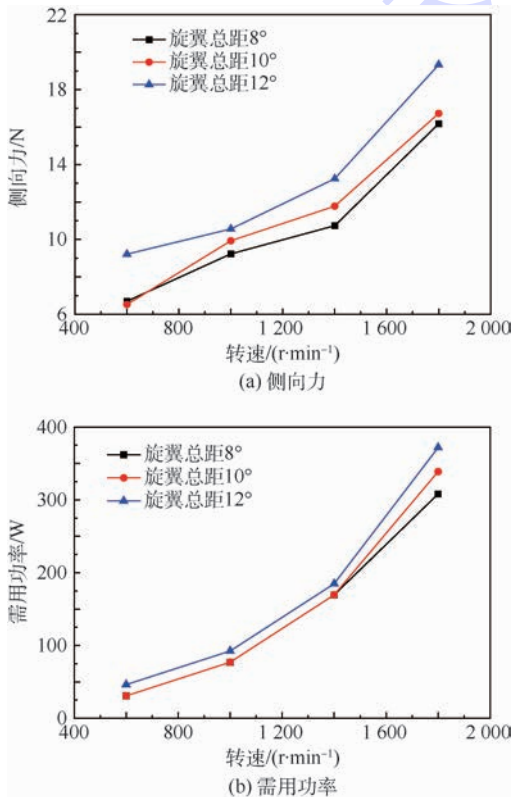 22
18
14
10
6
侧向力/N
旋翼总距8°
旋翼总距10°
旋翼总距12°
400 800 1 200 1 600 2 000
转速/(r·min⁻¹)
(a) 侧向力
400
300
200
100
0
需用功率/W
旋翼总距8°
旋翼总距10°
旋翼总距12°
400 800 1 200 1 600 2 000
转速/(r·min⁻¹)
(b) 需用功率